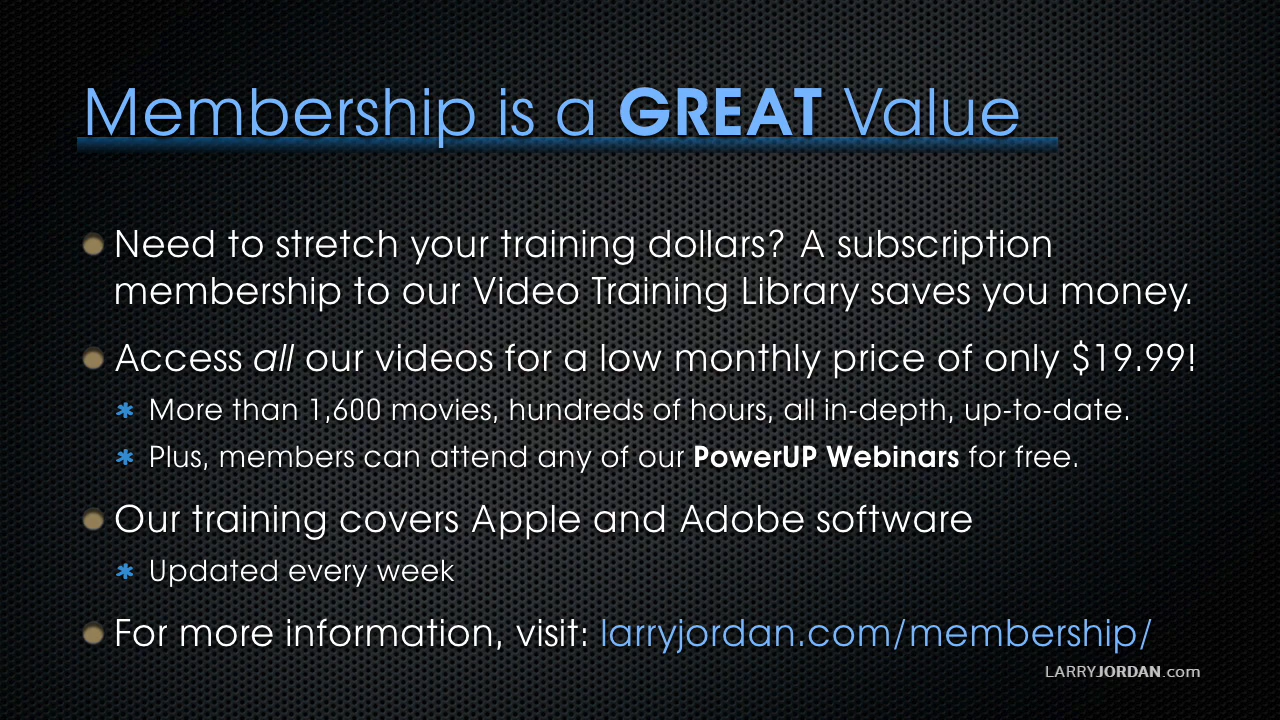 Membership is a GREAT Value
Need to stretch your training dollars? A subscription
membership to our Video Training Library saves you money.
Access all our videos for a low monthly price of only $19.99!
More than 1,600 movies, hundreds of hours, all in-depth, up-to-date.
Plus, members can attend any of our PowerUP Webinars for free.
Our training covers Apple and Adobe software
Updated every week
For more information, visit: larryjordan.com/membership/
LARRYJORDAN.com